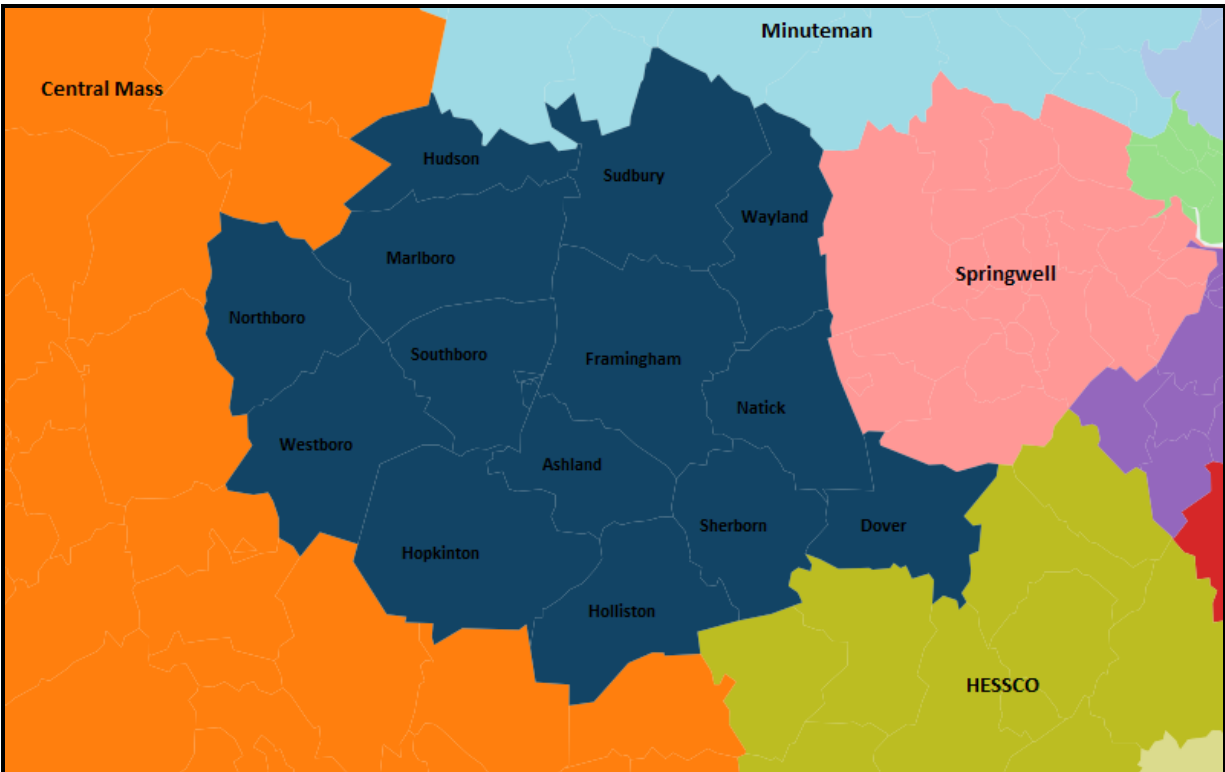 Minuteman
Central Mass
Hudson
Sudbury
Wayland
Marlboro
Springwell
Northboro
Southboro
Framingham
Natick
Westboro
Ashland
Sherborn
Dover
Hopkinton
Holliston
HESSCO